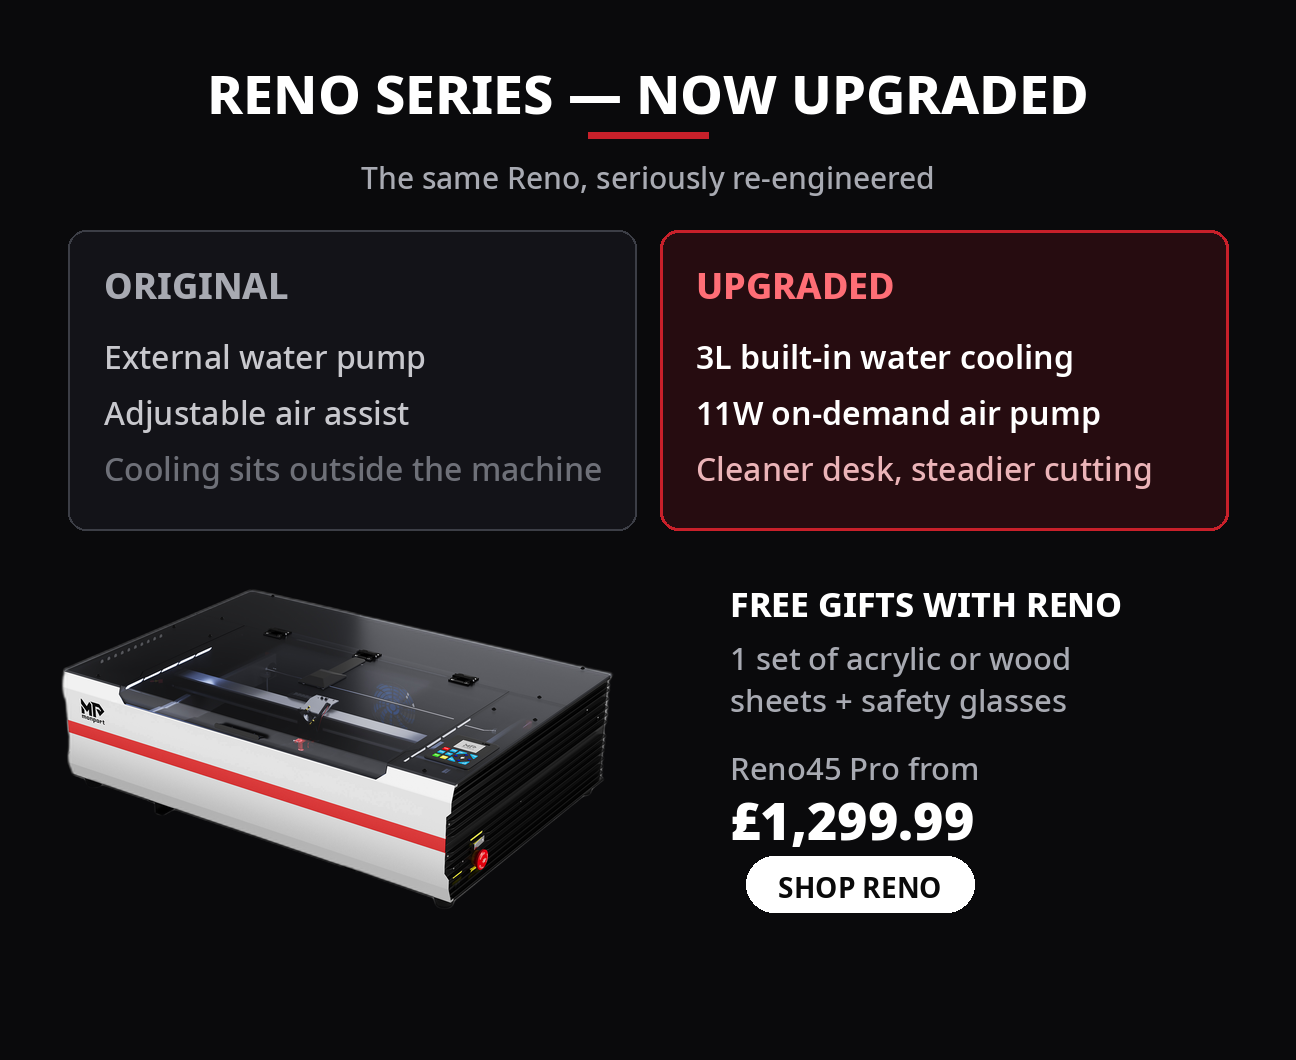 RENO SERIES — NOW UPGRADED
The same Reno, seriously re-engineered
ORIGINAL
External water pump
Adjustable air assist
Cooling sits outside the machine
UPGRADED
3L built-in water cooling
11W on-demand air pump
Cleaner desk, steadier cutting
MP
monport
FREE GIFTS WITH RENO
1 set of acrylic or wood
sheets + safety glasses
Reno45 Pro from
£1,299.99
SHOP RENO